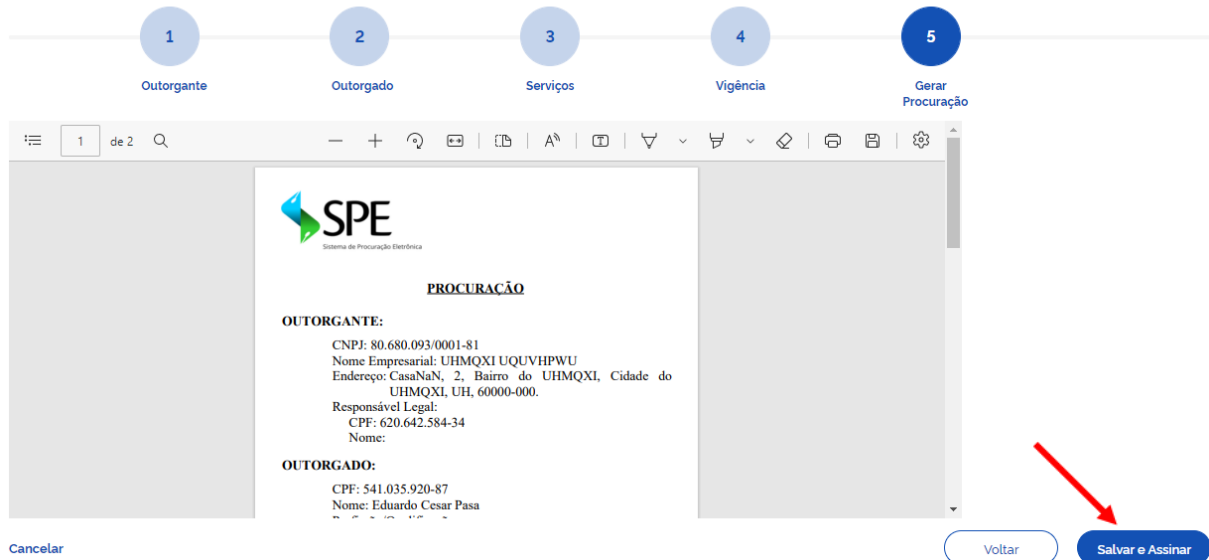 1
2
3
4
5
Outorgante
Outorgado
Serviços
Vigência
Gerar
Procuração
1 de 2
SPE
Sistema de Procuração Eletrônica
PROCURAÇÃO
OUTORGANTE:
CNPJ: 80.680.093/0001-81
Nome Empresarial: UHMQXI UQUVHPWU
Endereço: CasaNaN, 2, Bairro do UHMQXI, Cidade do
UHMQXI, UH, 60000-000.
Responsável Legal:
CPF: 620.642.584-34
Nome:
OUTORGADO:
CPF: 541.035.920-87
Nome: Eduardo Cesar Pasa
Cancelar
Voltar
Salvar e Assinar